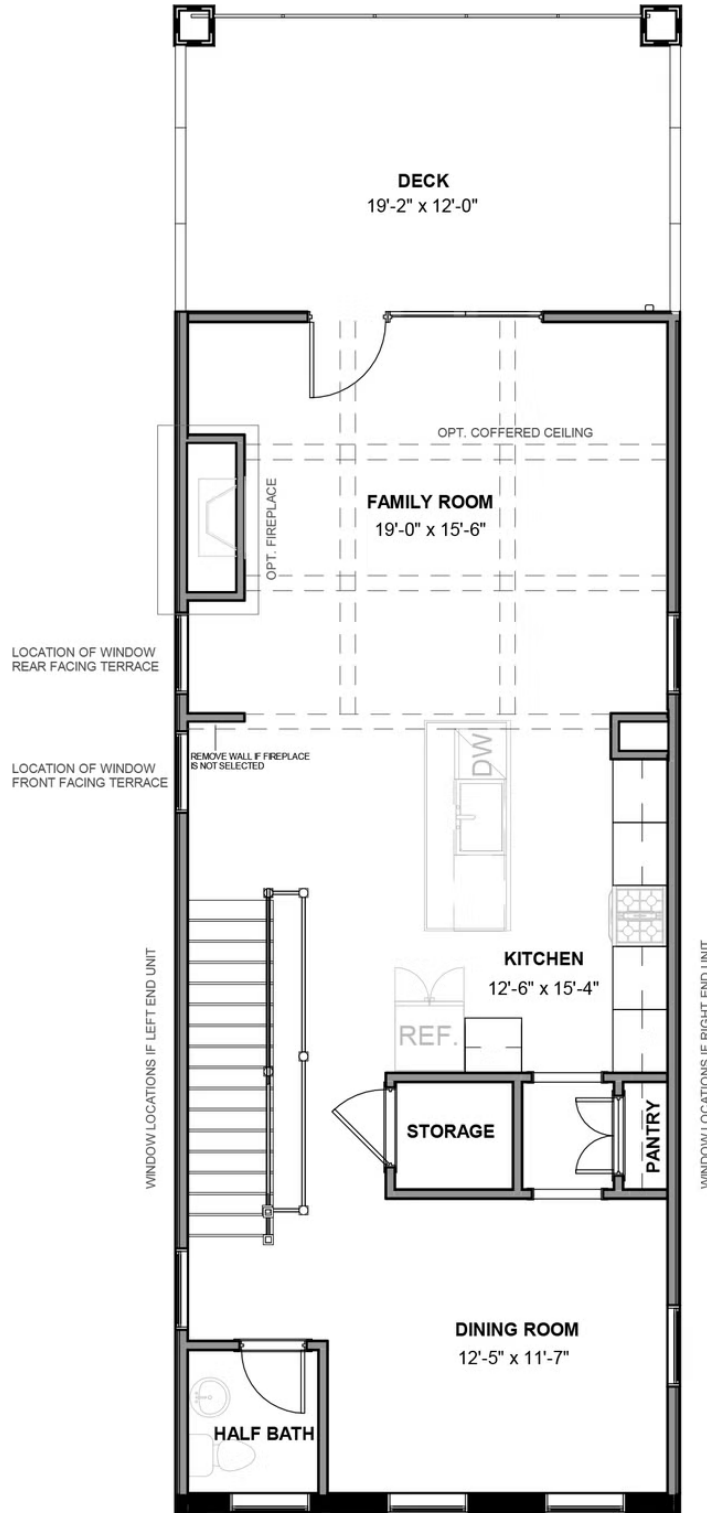 DECK
19'-2" x 12'-0"
OPT. COFFERED CEILING
FAMILY ROOM
19'-0" x 15'-6"
OPT. FIREPLACE
LOCATION OF WINDOW
REAR FACING TERRACE
LOCATION OF WINDOW
FRONT FACING TERRACE
REMOVE WALL IF FIREPLACE
IS NOT SELECTED
DW
KITCHEN
12'-6" x 15'-4"
REF.
WINDOW LOCATIONS IF LEFT END UNIT
WINDOW LOCATIONS IF RIGHT END UNIT
STORAGE
PANTRY
DINING ROOM
12'-5" x 11'-7"
HALF BATH